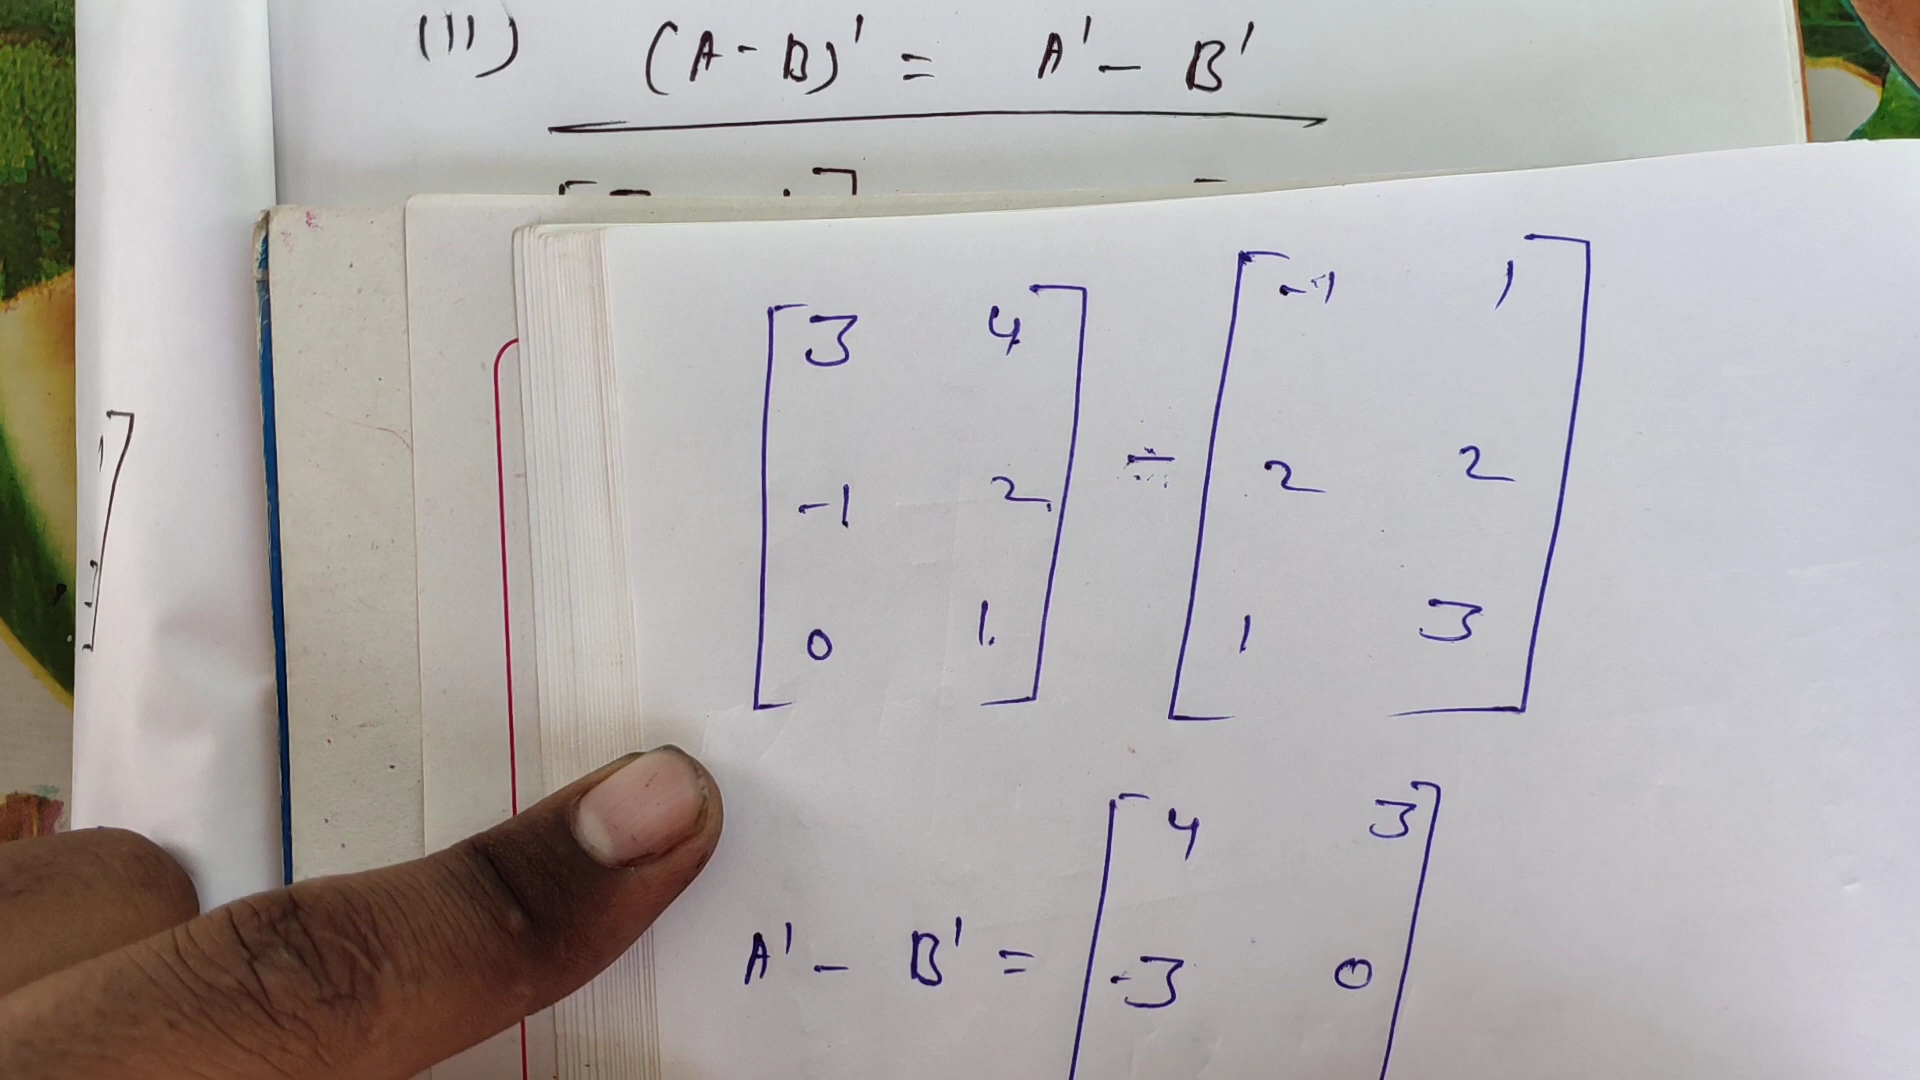 (ii) (A - B)' = A' - B'
3 4 -1 1
-1 2 = 2 2
0 1 1 3
4 3
A' - B' = -3 0